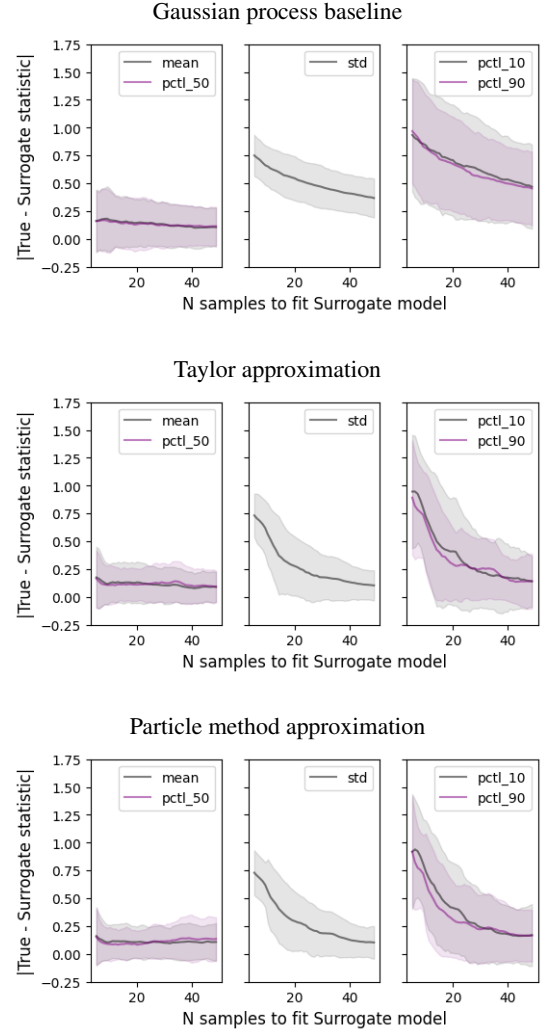 Gaussian process baseline
|True - Surrogate statistic|
1.75
1.50
1.25
1.00
0.75
0.50
0.25
0.00
−0.25
mean
pctl_50
std
pctl_10
pctl_90
20 40 20 40 20 40
N samples to fit Surrogate model
Taylor approximation
|True - Surrogate statistic|
1.75
1.50
1.25
1.00
0.75
0.50
0.25
0.00
−0.25
mean
pctl_50
std
pctl_10
pctl_90
20 40 20 40 20 40
N samples to fit Surrogate model
Particle method approximation
|True - Surrogate statistic|
1.75
1.50
1.25
1.00
0.75
0.50
0.25
0.00
−0.25
mean
pctl_50
std
pctl_10
pctl_90
20 40 20 40 20 40
N samples to fit Surrogate model